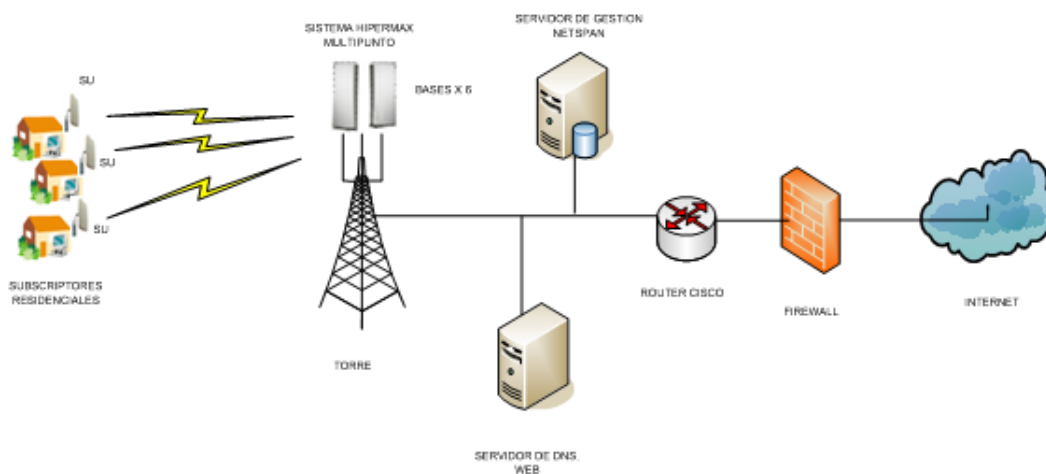 SERVIDOR DE GESTION
NETSPAN
SISTEMA HIPERMAX
MULTIPUNTO
BASES X 6
SU
SU
SU
SUBSCRIPTORES
RESIDENCIALES
TORRE
ROUTER CISCO
FIREWALL
INTERNET
SERVIDOR DE DNS,
WEB